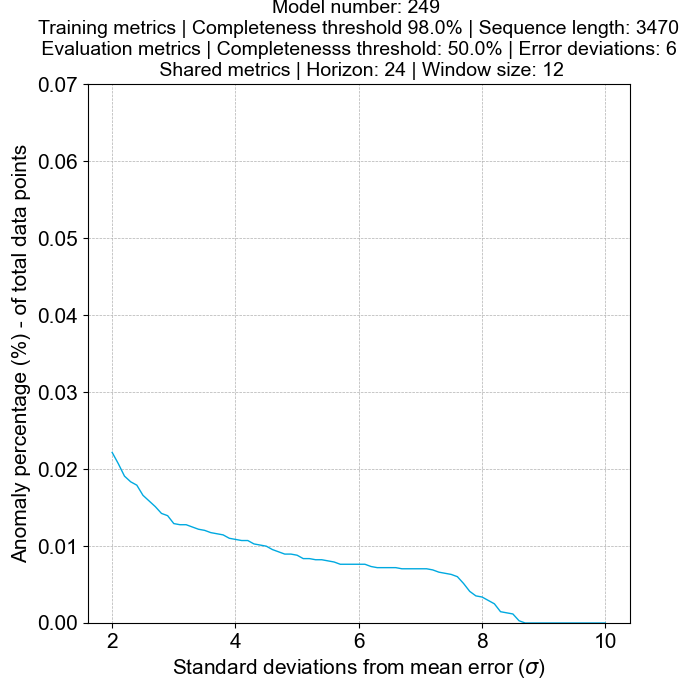 Model number: 249
Training metrics | Completeness threshold 98.0% | Sequence length: 3470
Evaluation metrics | Completenesss threshold: 50.0% | Error deviations: 6
Shared metrics | Horizon: 24 | Window size: 12
0.07
0.06
0.05
0.04
0.03
0.02
0.01
0.00
Anomaly percentage (%) - of total data points
2 4 6 8 10
Standard deviations from mean error (σ)